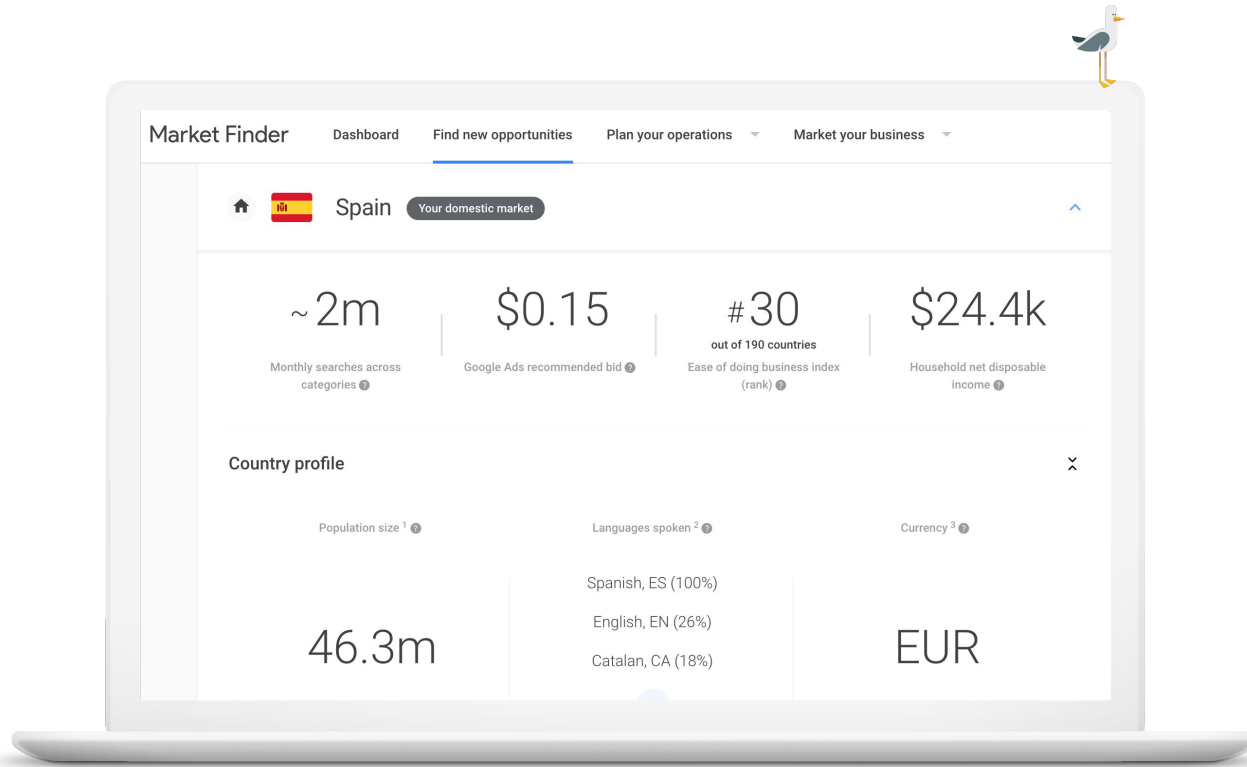 Market Finder Dashboard Find new opportunities Plan your operations Market your business
Spain Your domestic market
~2m $0.15 #30 $24.4k
out of 190 countries
Monthly searches across Google Ads recommended bid Ease of doing business index Household net disposable
categories (rank) income
Country profile
Population size 1 Languages spoken 2 Currency 3
Spanish, ES (100%)
English, EN (26%)
46.3m EUR
Catalan, CA (18%)